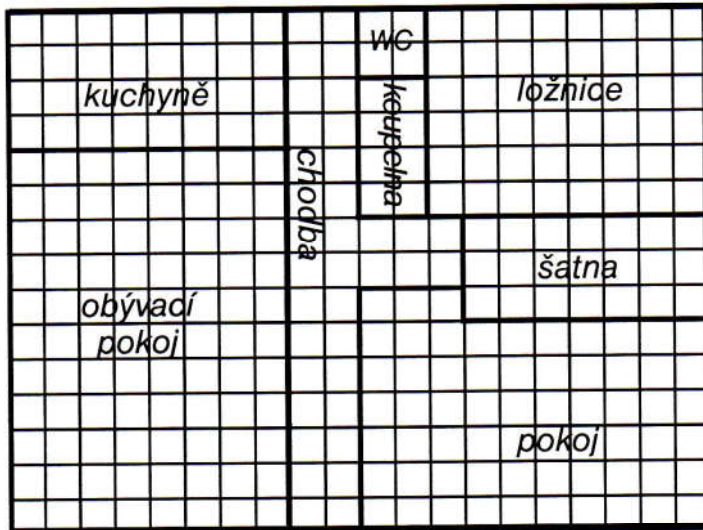 WC
kuchyně
koupelna
ložnice
chodba
šatna
obývací
pokoj
pokoj